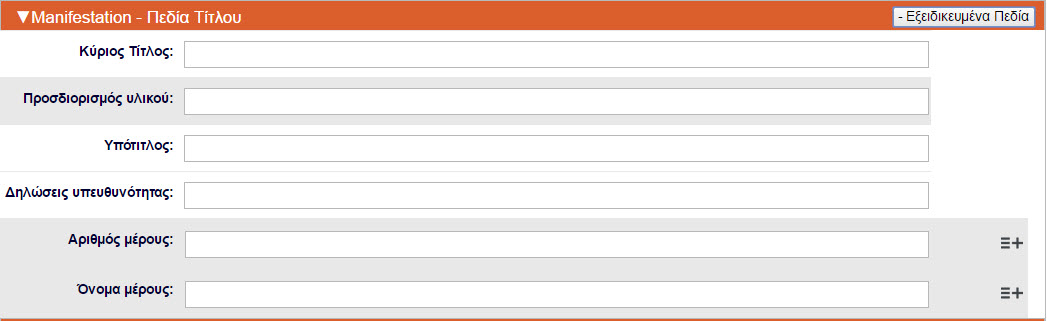 ▼Manifestation - Πεδία Τίτλου
- Εξειδικευμένα Πεδία
Κύριος Τίτλος:
Προσδιορισμός υλικού:
Υπότιτλος:
Δηλώσεις υπευθυνότητας:
Αριθμός μέρους:
Όνομα μέρους: